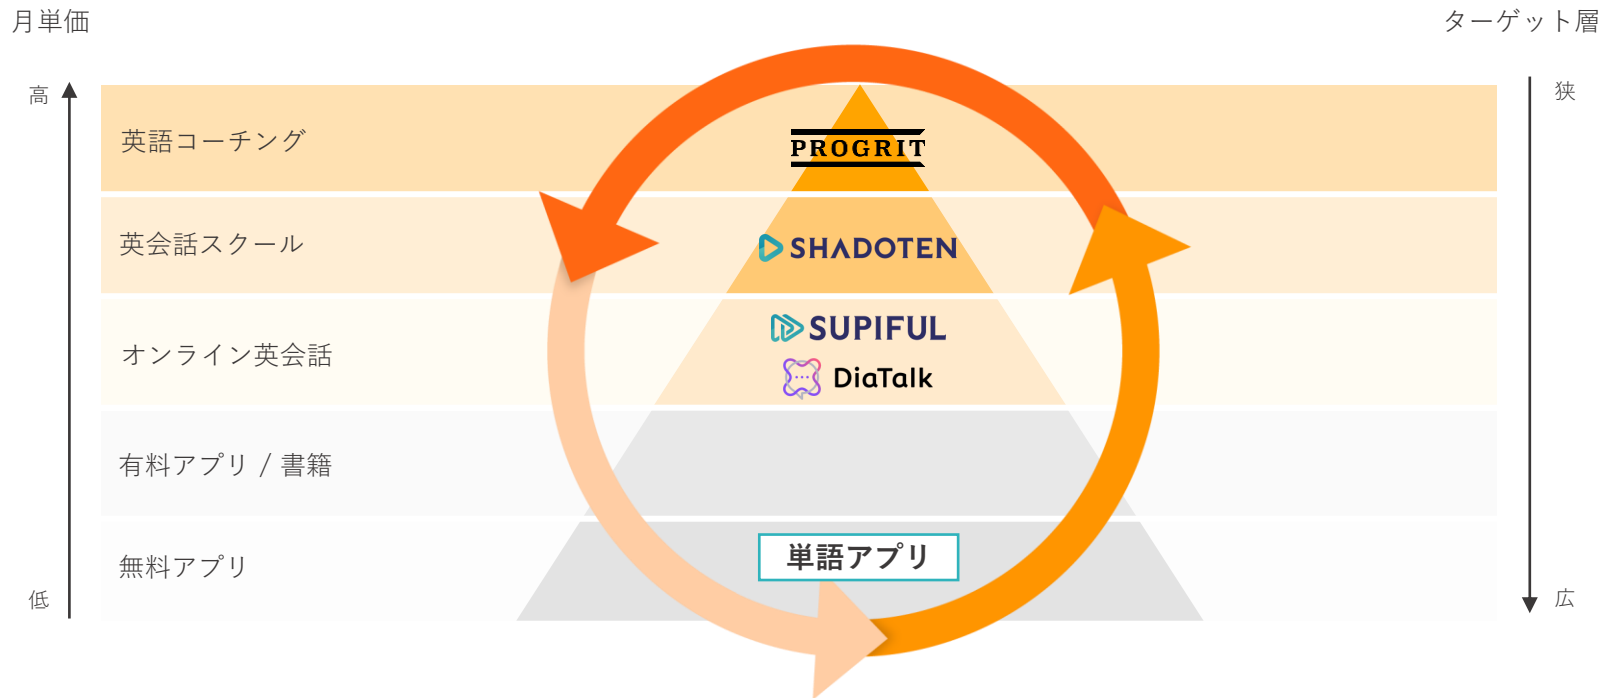 月単価
ターゲット層
高
狭
英語コーチング
PROGRIT
英会話スクール
SHADOTEN
オンライン英会話
SUPIFUL
DiaTalk
有料アプリ / 書籍
無料アプリ
単語アプリ
低
広